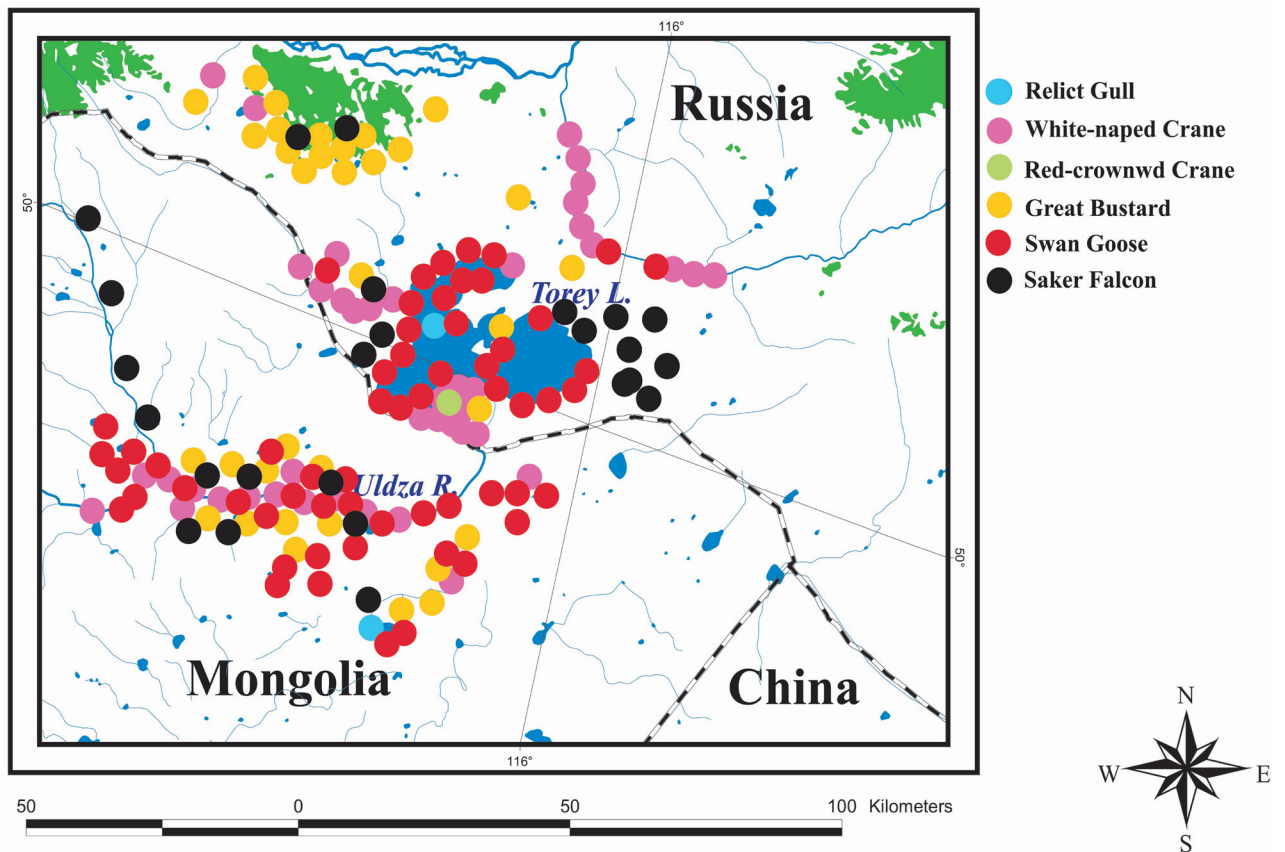 116°
Russia
50°
Torey L.
Uldza R.
50°
Mongolia
China
116°
Relict Gull
White-naped Crane
Red-crownwd Crane
Great Bustard
Swan Goose
Saker Falcon
50 0 50 100 Kilometers
N
W E
S